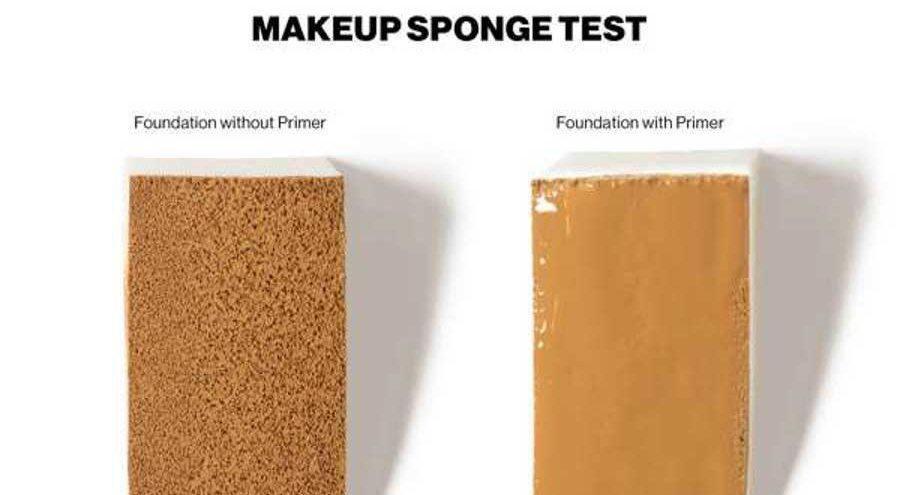 MAKEUP SPONGE TEST
Foundation without Primer
Foundation with Primer